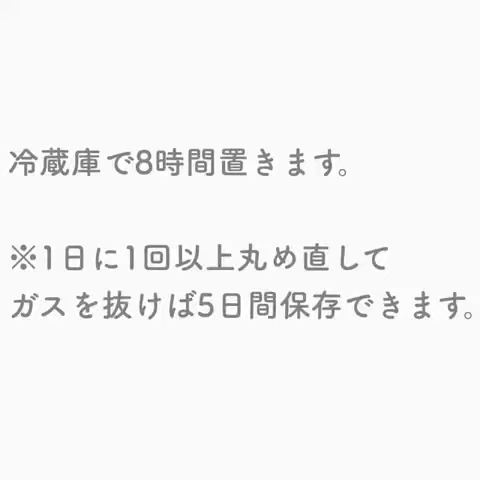 冷蔵庫で8時間置きます。
※1日に1回以上丸め直して
ガスを抜けば5日間保存できます。